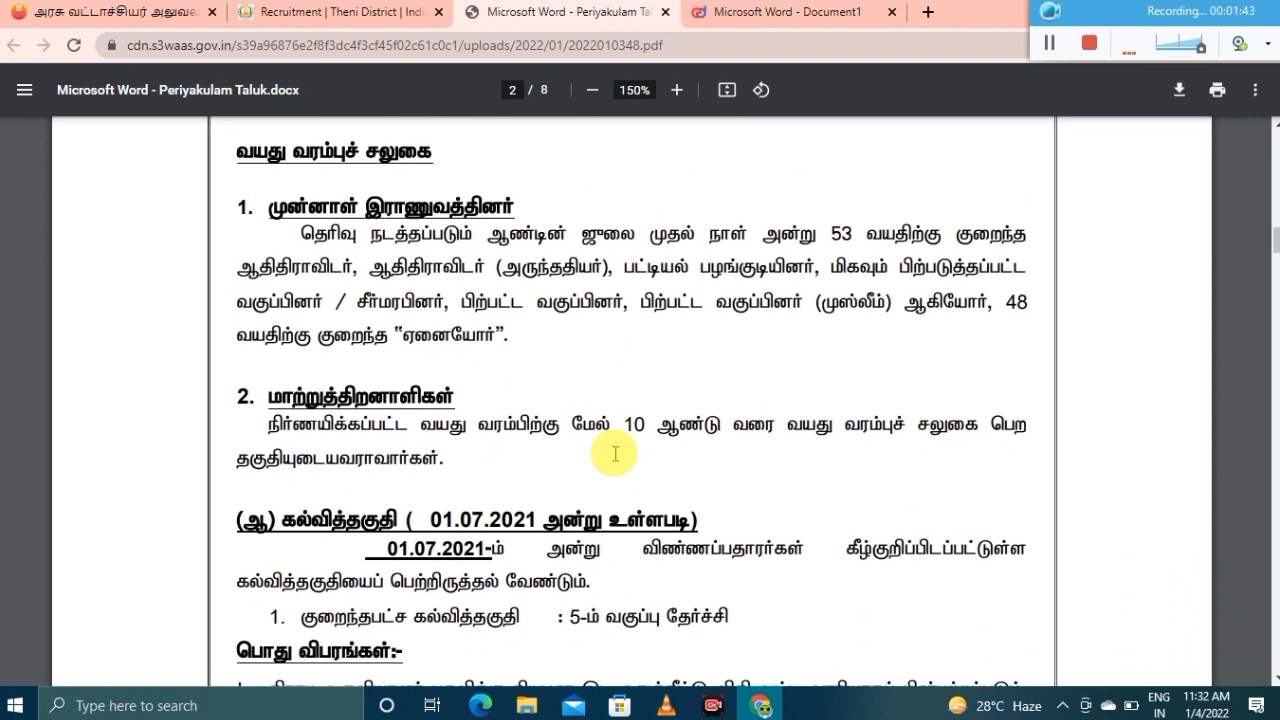 அரசு வட்டாச்சியர் அலுவல
Recruitment | Theni District | Indi
Microsoft Word - Periyakulam Tal
Microsoft Word - Document1
Recording... 00:01:43
cdn.s3waas.gov.in/s39a96876e2f8f3dc4f3cf45f02c61c0c1/uploads/2022/01/2022010348.pdf
Microsoft Word - Periyakulam Taluk.docx
2 / 8
150%
வயது வரம்புச் சலுகை
1. முன்னாள் இராணுவத்தினர்
தெரிவு நடத்தப்படும் ஆண்டின் ஜுலை முதல் நாள் அன்று 53 வயதிற்கு குறைந்த
ஆதிதிராவிடர், ஆதிதிராவிடர் (அருந்ததியர்), பட்டியல் பழங்குடியினர், மிகவும் பிற்படுத்தப்பட்ட
வகுப்பினர் / சீர்மரபினர், பிற்பட்ட வகுப்பினர், பிற்பட்ட வகுப்பினர் (முஸ்லீம்) ஆகியோர், 48
வயதிற்கு குறைந்த “ஏனையோர்”.
2. மாற்றுத்திறனாளிகள்
நிர்ணயிக்கப்பட்ட வயது வரம்பிற்கு மேல் 10 ஆண்டு வரை வயது வரம்புச் சலுகை பெற
தகுதியுடையவராவார்கள்.
(ஆ) கல்வித்தகுதி ( 01.07.2021 அன்று உள்ளபடி)
01.07.2021-ம் அன்று விண்ணப்பதாரர்கள் கீழ்குறிப்பிடப்பட்டுள்ள
கல்வித்தகுதியைப் பெற்றிருத்தல் வேண்டும்.
1. குறைந்தபட்ச கல்வித்தகுதி : 5-ம் வகுப்பு தேர்ச்சி
பொது விபரங்கள்:-
Type here to search
28°C Haze
ENG
IN
11:32 AM
1/4/2022